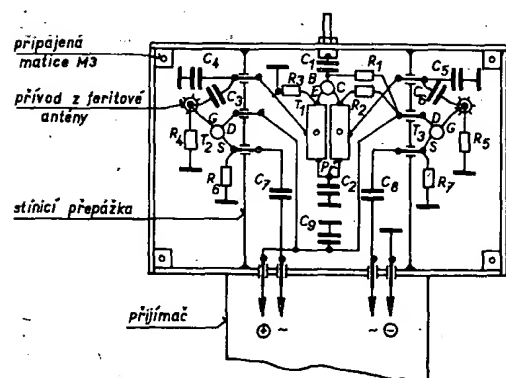 připájená
matice M3
přívod z feritové
antény
stínicí přepážka
přijímač
C4
C3
G
D
S
T2
R4
R6
C7
C1
B
E
C
R3
R1
R2
T1
P
C2
C9
C8
C5
C6
D
G
S
T3
R5
R7
⊕
~
~
⊖